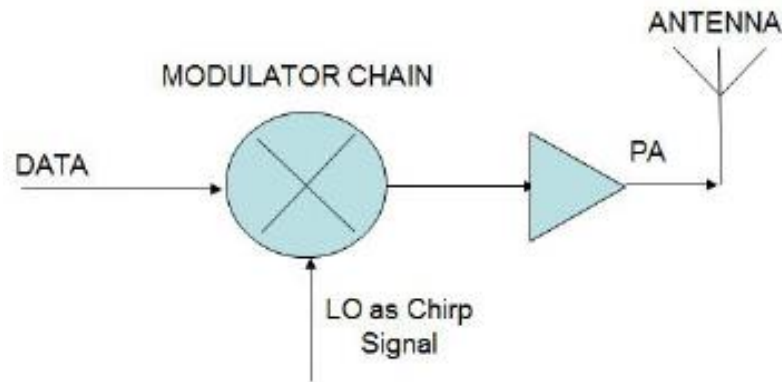 ANTENNA
MODULATOR CHAIN
DATA
PA
LO as Chirp
Signal